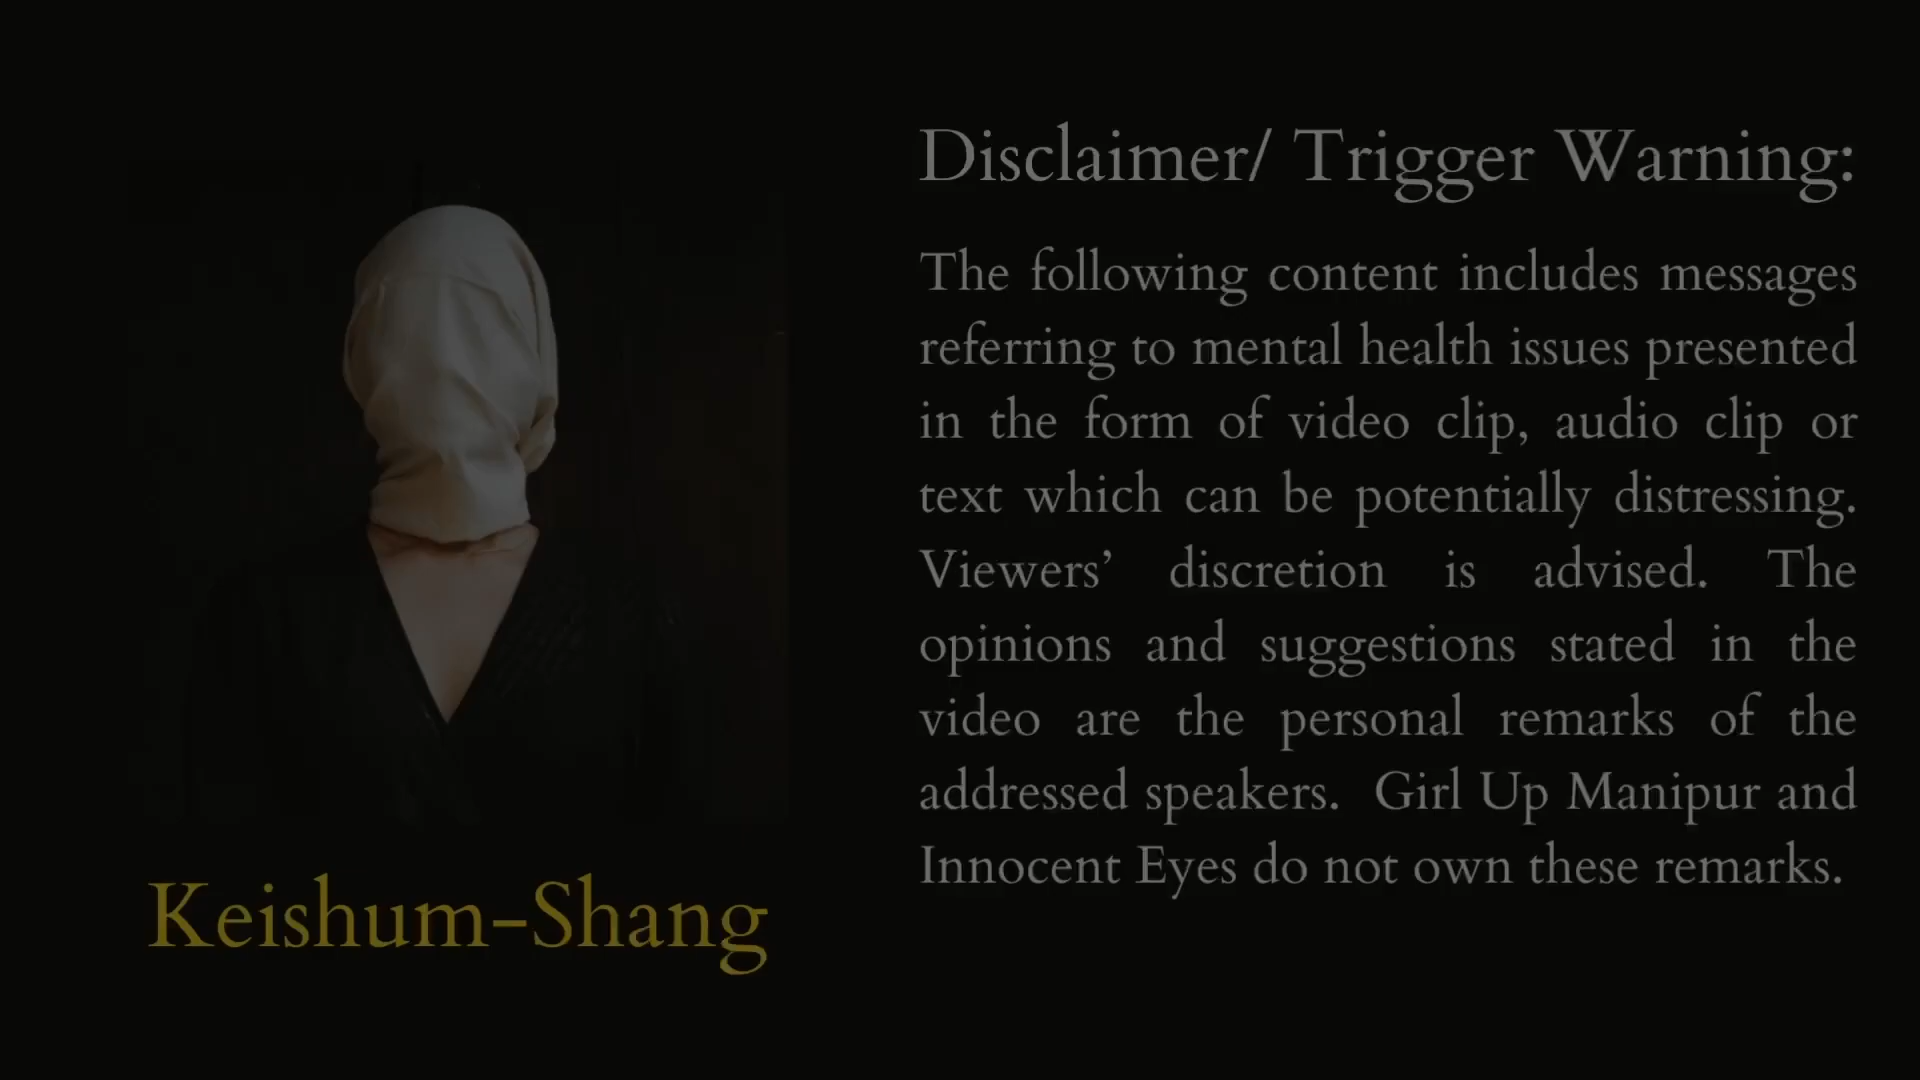 Disclaimer/ Trigger Warning:
The following content includes messages
referring to mental health issues presented
in the form of video clip, audio clip or
text which can be potentially distressing.
Viewers’ discretion is advised. The
opinions and suggestions stated in the
video are the personal remarks of the
addressed speakers. Girl Up Manipur and
Innocent Eyes do not own these remarks.
Keishum-Shang